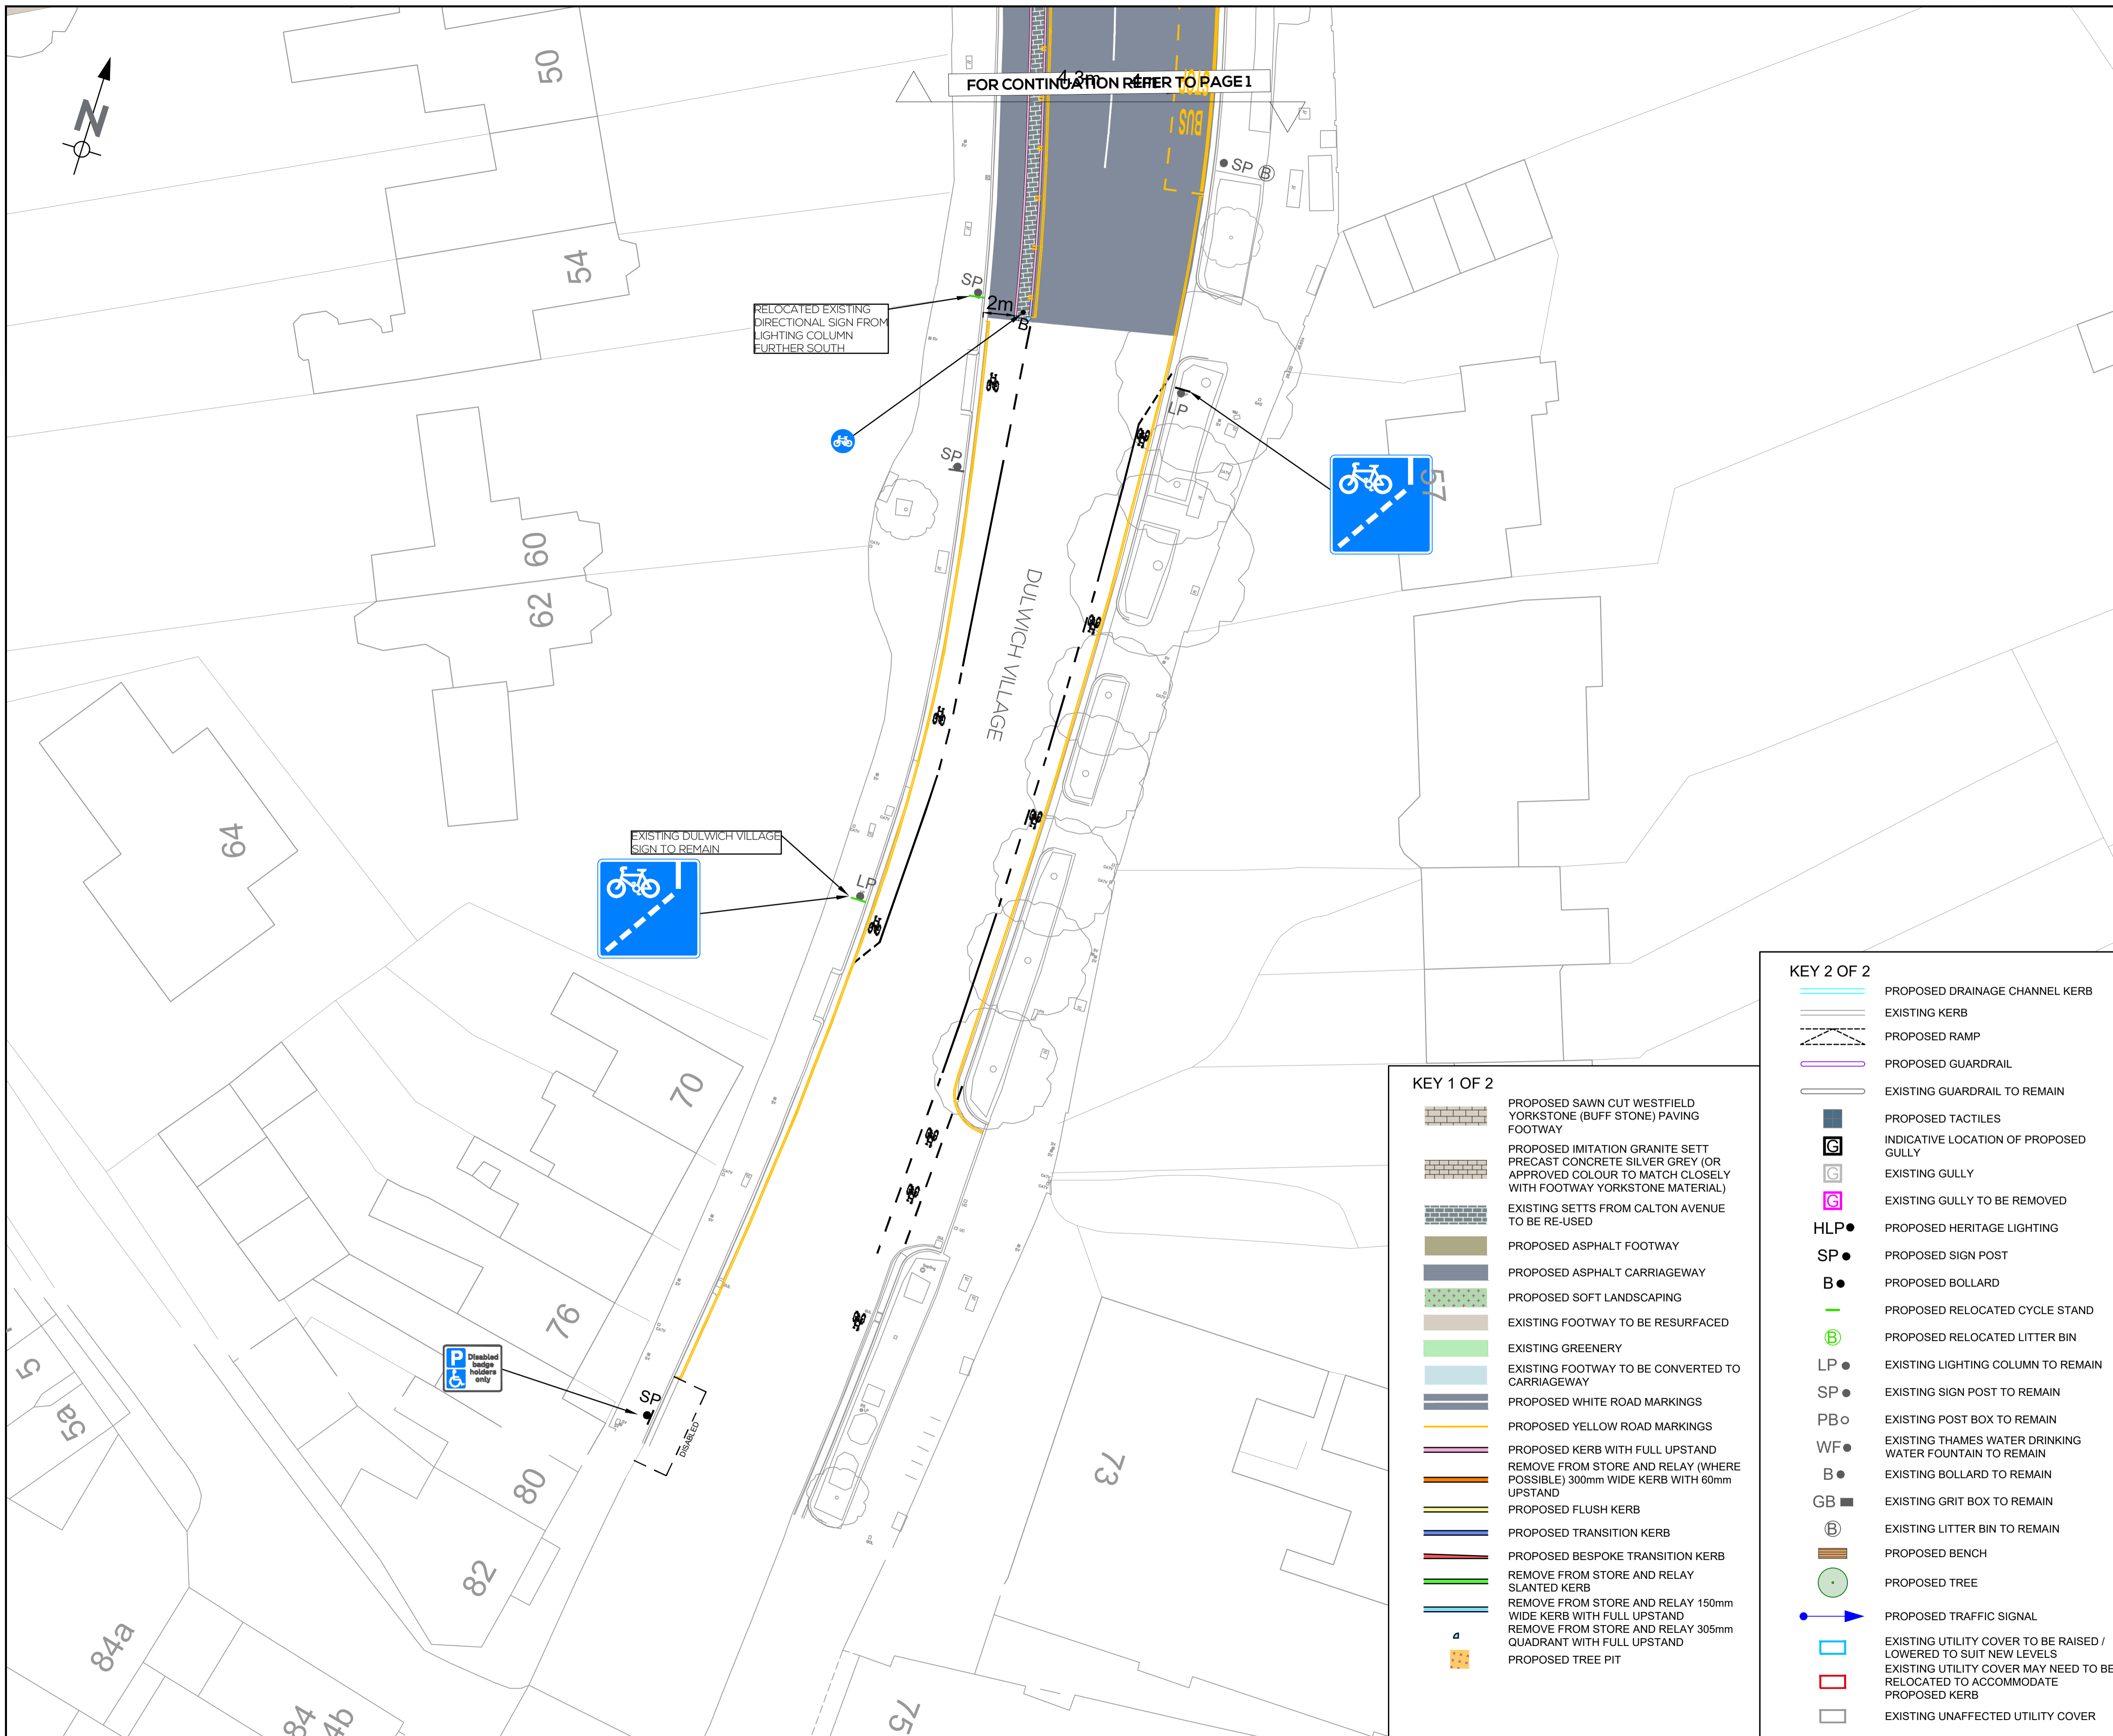 50
4.3m
4m
FOR CONTINUATION REFER TO PAGE 1
BUS
STOP
N
SP B
54
SP
2m
B
RELOCATED EXISTING
DIRECTIONAL SIGN FROM
LIGHTING COLUMN
FURTHER SOUTH
LP
SP
57
60
62
DULWICH VILLAGE
64
EXISTING DULWICH VILLAGE
SIGN TO REMAIN
LP
70
76
P Disabled
badge
holders
only
SP
DISABLED
5
5a
80
82
73
84a
84
4b
75
KEY 1 OF 2
PROPOSED SAWN CUT WESTFIELD
YORKSTONE (BUFF STONE) PAVING
FOOTWAY
PROPOSED IMITATION GRANITE SETT
PRECAST CONCRETE SILVER GREY (OR
APPROVED COLOUR TO MATCH CLOSELY
WITH FOOTWAY YORKSTONE MATERIAL)
EXISTING SETTS FROM CALTON AVENUE
TO BE RE-USED
PROPOSED ASPHALT FOOTWAY
PROPOSED ASPHALT CARRIAGEWAY
PROPOSED SOFT LANDSCAPING
EXISTING FOOTWAY TO BE RESURFACED
EXISTING GREENERY
EXISTING FOOTWAY TO BE CONVERTED TO
CARRIAGEWAY
PROPOSED WHITE ROAD MARKINGS
PROPOSED YELLOW ROAD MARKINGS
PROPOSED KERB WITH FULL UPSTAND
REMOVE FROM STORE AND RELAY (WHERE
POSSIBLE) 300mm WIDE KERB WITH 60mm
UPSTAND
PROPOSED FLUSH KERB
PROPOSED TRANSITION KERB
PROPOSED BESPOKE TRANSITION KERB
REMOVE FROM STORE AND RELAY
SLANTED KERB
REMOVE FROM STORE AND RELAY 150mm
WIDE KERB WITH FULL UPSTAND
REMOVE FROM STORE AND RELAY 305mm
QUADRANT WITH FULL UPSTAND
PROPOSED TREE PIT
KEY 2 OF 2
PROPOSED DRAINAGE CHANNEL KERB
EXISTING KERB
PROPOSED RAMP
PROPOSED GUARDRAIL
EXISTING GUARDRAIL TO REMAIN
PROPOSED TACTILES
G INDICATIVE LOCATION OF PROPOSED
GULLY
G EXISTING GULLY
G EXISTING GULLY TO BE REMOVED
HLP PROPOSED HERITAGE LIGHTING
SP PROPOSED SIGN POST
B PROPOSED BOLLARD
PROPOSED RELOCATED CYCLE STAND
B PROPOSED RELOCATED LITTER BIN
LP EXISTING LIGHTING COLUMN TO REMAIN
SP EXISTING SIGN POST TO REMAIN
PB EXISTING POST BOX TO REMAIN
WF EXISTING THAMES WATER DRINKING
WATER FOUNTAIN TO REMAIN
B EXISTING BOLLARD TO REMAIN
GB EXISTING GRIT BOX TO REMAIN
B EXISTING LITTER BIN TO REMAIN
PROPOSED BENCH
PROPOSED TREE
PROPOSED TRAFFIC SIGNAL
EXISTING UTILITY COVER TO BE RAISED /
LOWERED TO SUIT NEW LEVELS
EXISTING UTILITY COVER MAY NEED TO BE
RELOCATED TO ACCOMMODATE
PROPOSED KERB
EXISTING UNAFFECTED UTILITY COVER